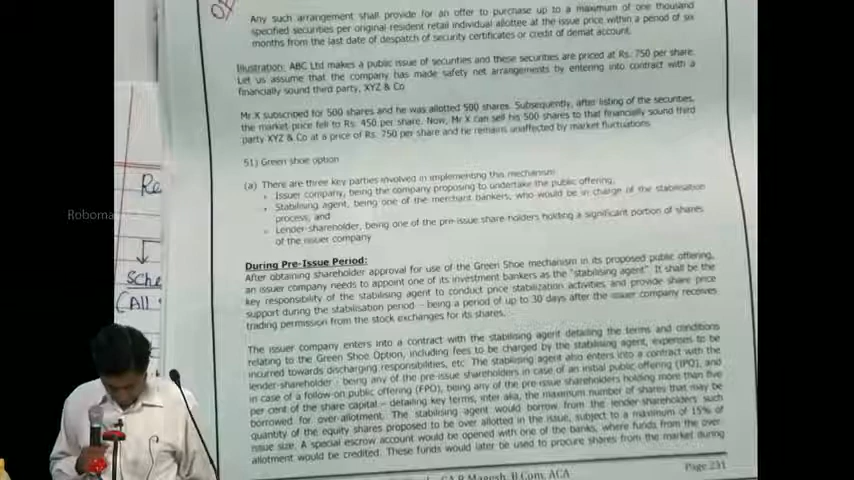 Any such arrangement shall provide for an offer to purchase up to a maximum of one thousand
specified securities per original resident retail individual allottee at the issue price within a period of six
months from the last date of despatch of security certificates or credit of demat account.
Illustration: ABC Ltd makes a public issue of securities and these securities are priced at Rs. 750 per share.
Let us assume that the company has made safety net arrangements by entering into contract with a
financially sound third party, XYZ & Co
Mr.X subscribed for 500 shares and he was allotted 500 shares. Subsequently, after listing of the securities,
the market price fell to Rs. 450 per share. Now, Mr.X can sell his 500 shares to that financially sound third
party XYZ & Co at a price of Rs. 750 per share and he remains unaffected by market fluctuations
51) Green shoe option
(a) There are three key parties involved in implementing this mechanism
Issuer company, being the company proposing to undertake the public offering,
Stabilising agent, being one of the merchant bankers, who would be in charge of the stabilisation
process, and
Lender-shareholder, being one of the pre-issue share-holders holding a significant portion of shares
of the issuer company
During Pre-Issue Period:
After obtaining shareholder approval for use of the Green Shoe mechanism in its proposed public offering,
an issuer company needs to appoint one of its investment bankers as the "stabilising agent" It shall be the
key responsibility of the stabilising agent to conduct price stabilization activities and provide share price
support during the stabilisation period – being a period of up to 30 days after the issuer company receives
trading permission from the stock exchanges for its shares.
The issuer company enters into a contract with the stabilising agent detailing the terms and conditions
relating to the Green Shoe Option, including fees to be charged by the stabilising agent, expenses to be
incurred towards discharging responsibilities, etc The stabilising agent also enters into a contract with the
lender-shareholder - being any of the pre-issue shareholders in case of an initial public offering (IPO), and
in case of a follow-on public offering (FPO), being any of the pre issue shareholders holding more than five
per cent of the share capital – detailing key terms, inter alia, the maximum number of shares that may be
borrowed for over-allotment. The stabilising agent would borrow from the lender-shareholders such
quantity of the equity shares proposed to be over allotted in the issue, subject to a maximum of 15% of
issue size. A special escrow account would be opened with one of the banks, where funds from the over
allotment would be credited. These funds would later be used to procure shares from the market during
CA R Magesh, B Com, ACA
Page 231
Re
Sche
(All
Roboma